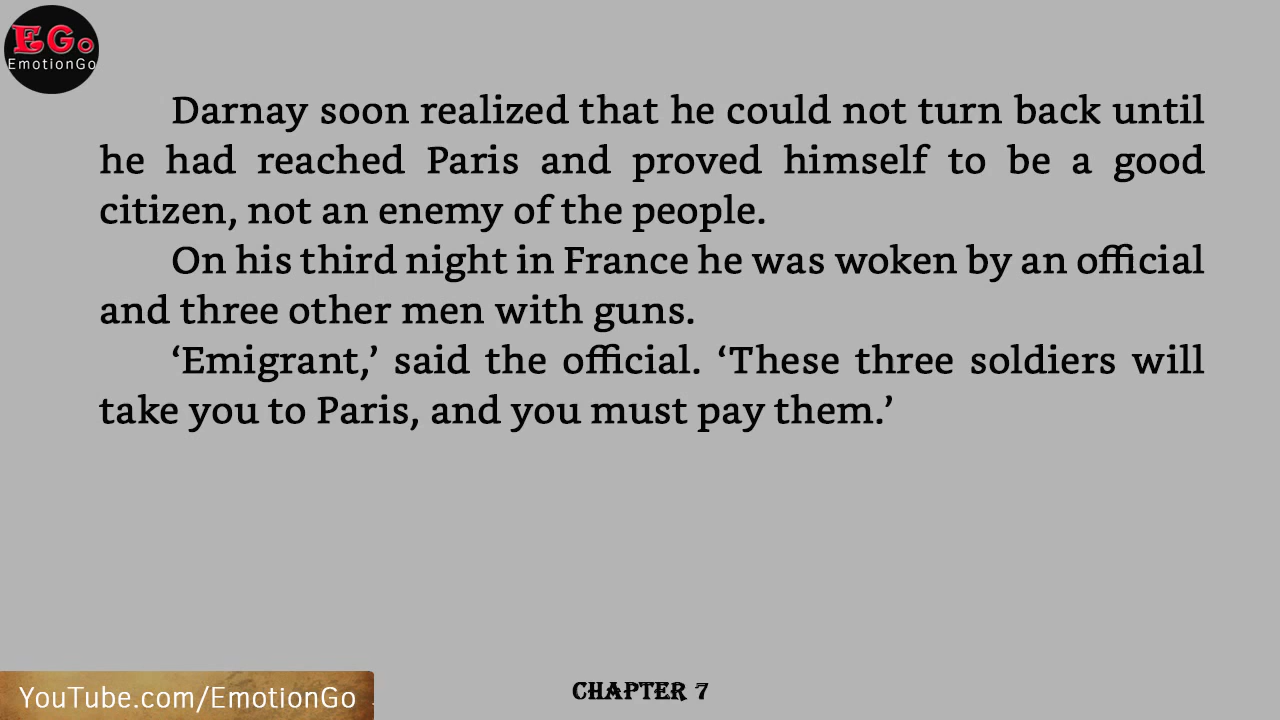 EGo
EmotionGo
Darnay soon realized that he could not turn back until
he had reached Paris and proved himself to be a good
citizen, not an enemy of the people.
On his third night in France he was woken by an official
and three other men with guns.
‘Emigrant,’ said the official. ‘These three soldiers will
take you to Paris, and you must pay them.’
YouTube.com/EmotionGo
CHAPTER 7